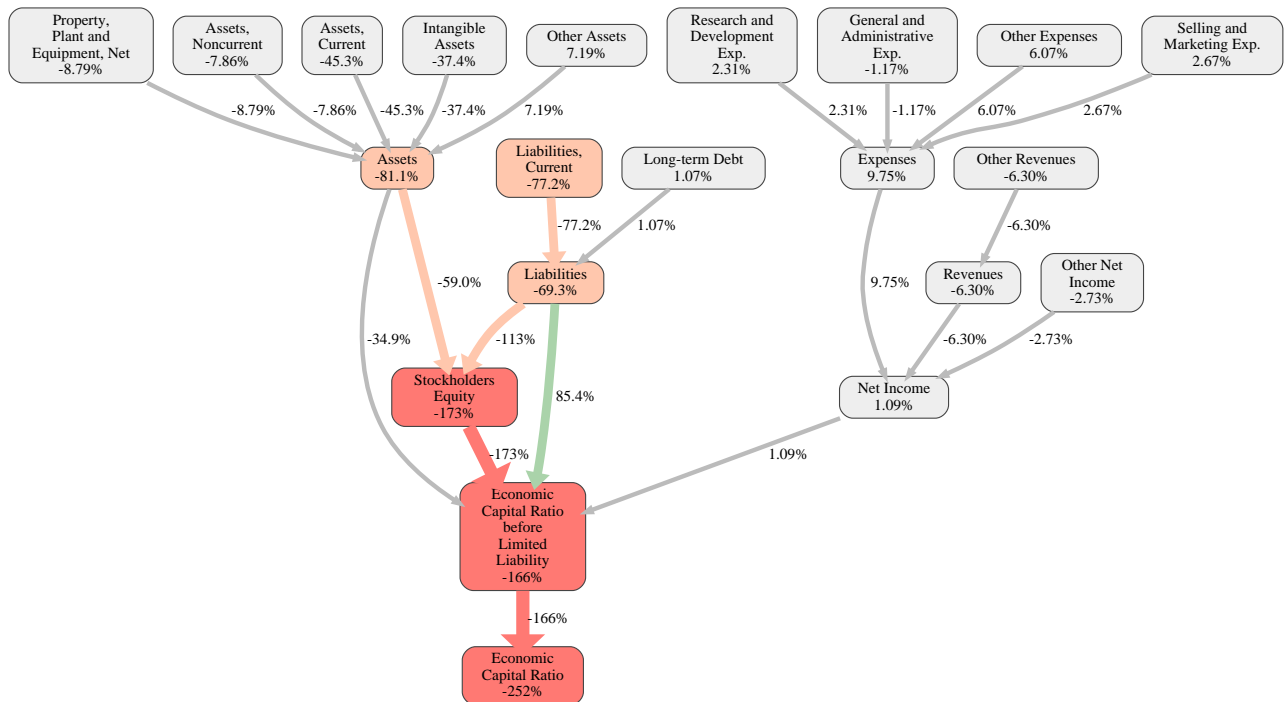 Property,
Plant and
Equipment, Net
-8.79%
Assets,
Noncurrent
-7.86%
Assets,
Current
-45.3%
Intangible
Assets
-37.4%
Other Assets
7.19%
Research and
Development
Exp.
2.31%
General and
Administrative
Exp.
-1.17%
Other Expenses
6.07%
Selling and
Marketing Exp.
2.67%
-8.79%
-7.86%
-45.3%
-37.4%
7.19%
2.31%
-1.17%
6.07%
2.67%
Assets
-81.1%
Liabilities,
Current
-77.2%
Long-term Debt
1.07%
Expenses
9.75%
Other Revenues
-6.30%
-77.2%
1.07%
-6.30%
Liabilities
-69.3%
Revenues
-6.30%
Other Net
Income
-2.73%
-59.0%
9.75%
-34.9%
-113%
-6.30%
-2.73%
Stockholders
Equity
-173%
85.4%
Net Income
1.09%
-173%
1.09%
Economic
Capital Ratio
before
Limited
Liability
-166%
-166%
Economic
Capital Ratio
-252%